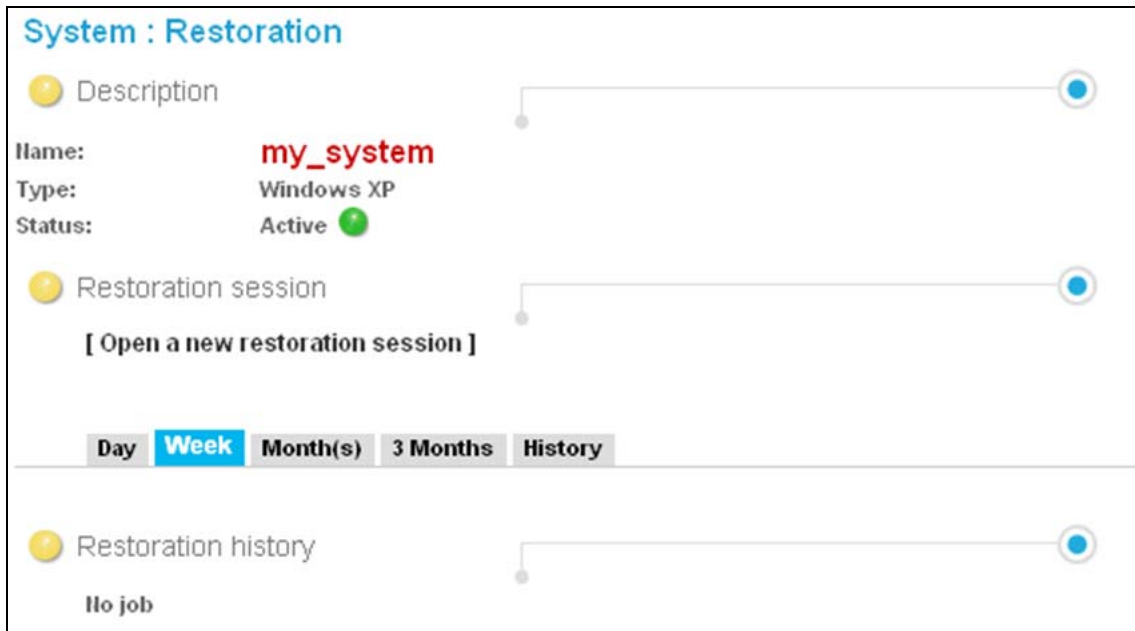 System : Restoration
Description
Name: my_system
Type: Windows XP
Status: Active
Restoration session
[ Open a new restoration session ]
Day Week Month(s) 3 Months History
Restoration history
No job